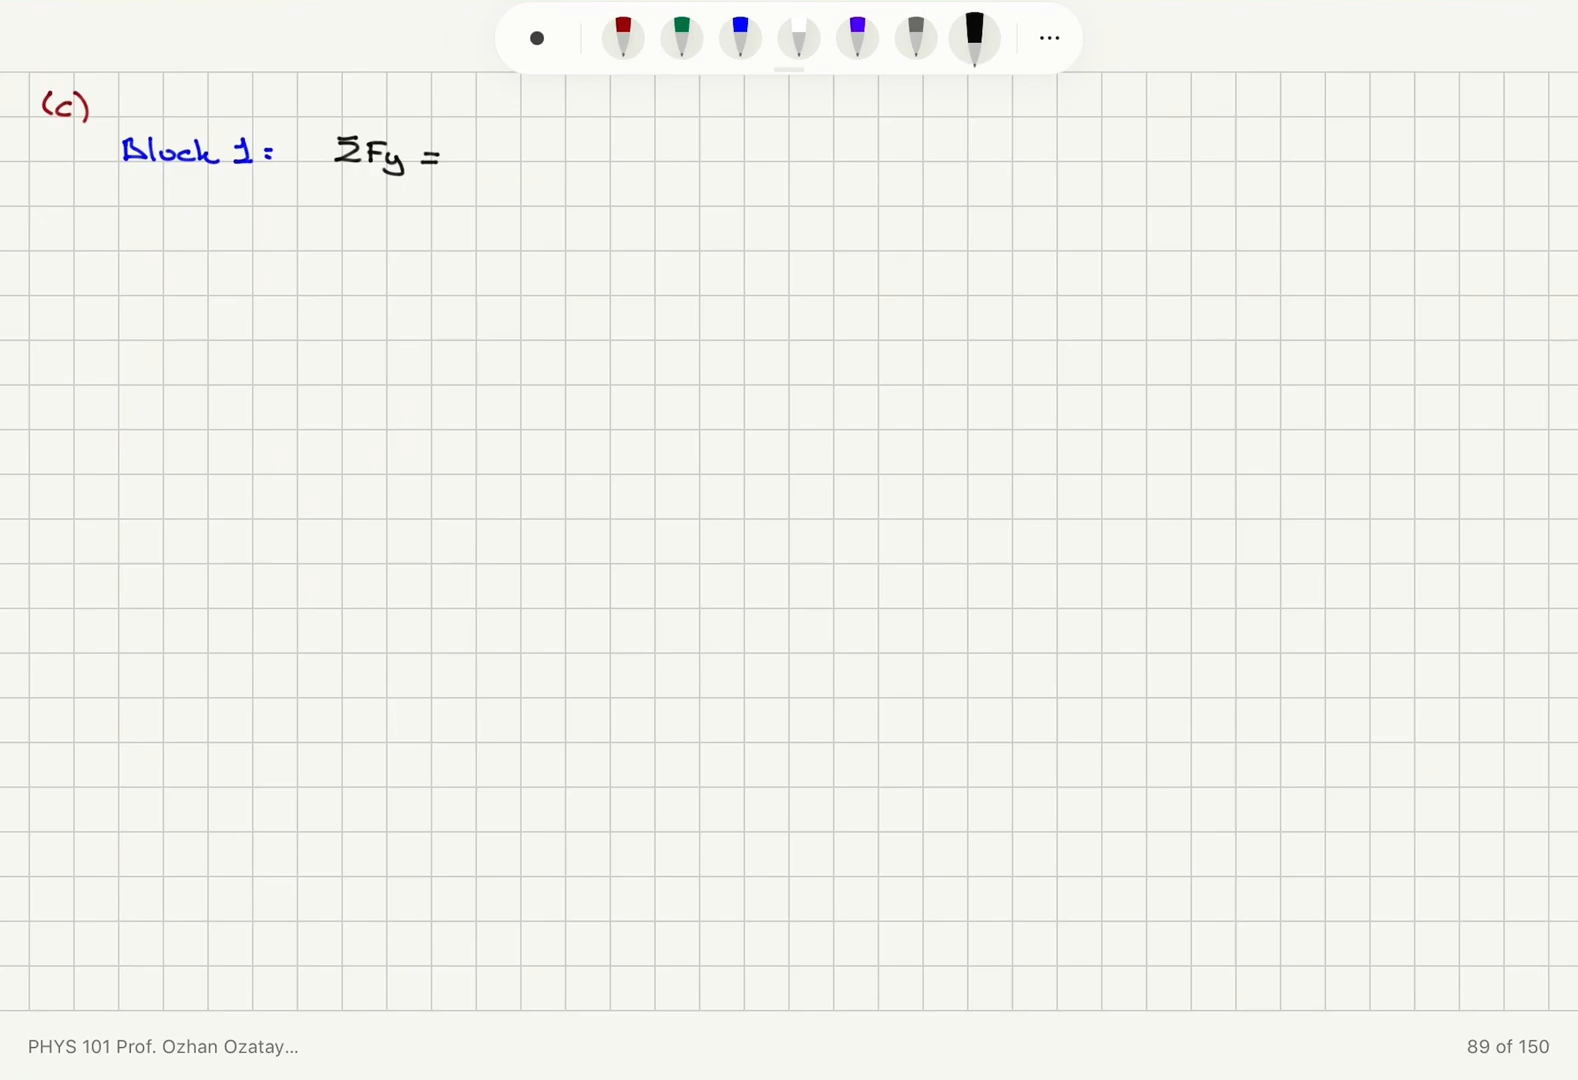 (c)
Block 1: ΣFy =
PHYS 101 Prof. Ozhan Ozatay...
89 of 150